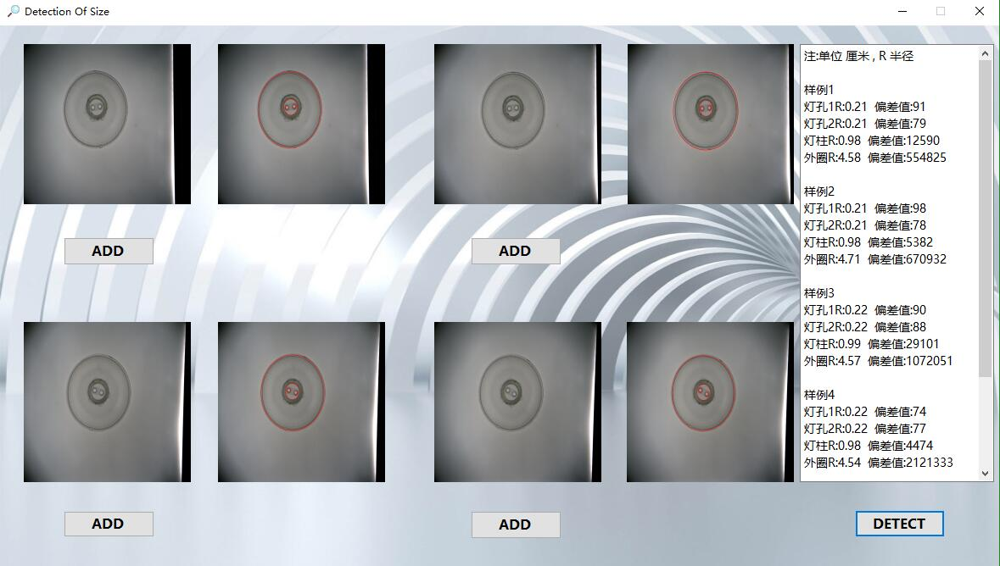 Detection Of Size
ADD
ADD
ADD
ADD
注:单位 厘米 , R 半径
样例1
灯孔1R:0.21 偏差值:91
灯孔2R:0.21 偏差值:79
灯柱R:0.98 偏差值:12590
外圈R:4.58 偏差值:554825
样例2
灯孔1R:0.21 偏差值:98
灯孔2R:0.21 偏差值:78
灯柱R:0.98 偏差值:5382
外圈R:4.71 偏差值:670932
样例3
灯孔1R:0.22 偏差值:90
灯孔2R:0.22 偏差值:88
灯柱R:0.99 偏差值:29101
外圈R:4.57 偏差值:1072051
样例4
灯孔1R:0.22 偏差值:74
灯孔2R:0.22 偏差值:77
灯柱R:0.98 偏差值:4474
外圈R:4.54 偏差值:2121333
DETECT